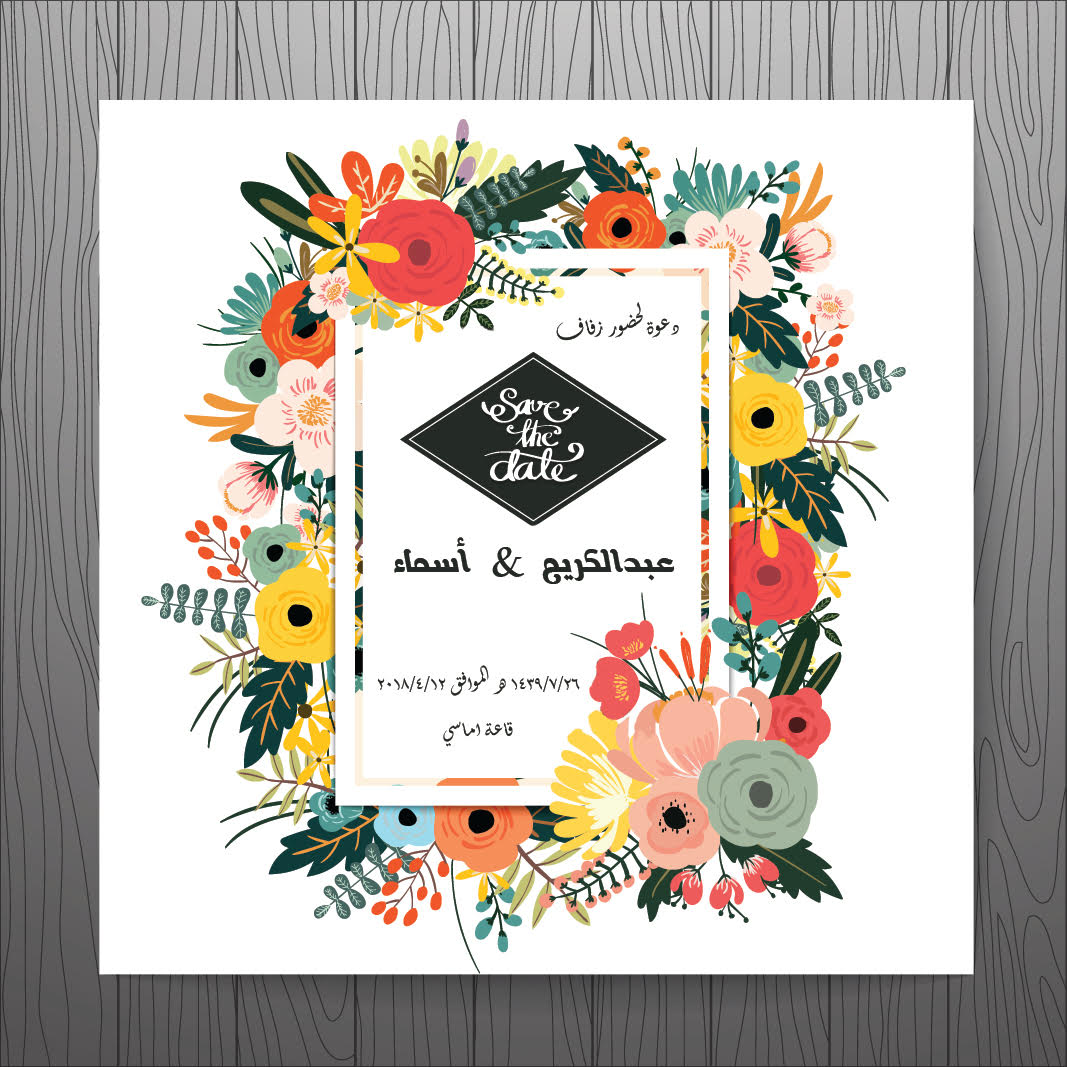 دعوة لحضور زفاف
Save
the
date
عبدالكريم & أسماء
١٤٣٩/٧/٢٦ هـ الموافق ٢٠١٨/٤/١٢
قاعة اماسي